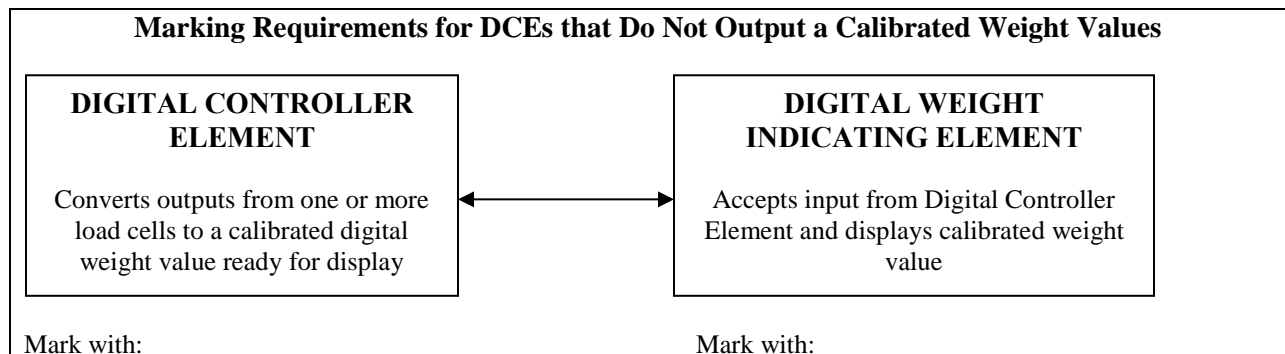 Marking Requirements for DCEs that Do Not Output a Calibrated Weight Values
DIGITAL CONTROLLER
ELEMENT
Converts outputs from one or more
load cells to a calibrated digital
weight value ready for display
DIGITAL WEIGHT
INDICATING ELEMENT
Accepts input from Digital Controller
Element and displays calibrated weight
value
Mark with:
Mark with: